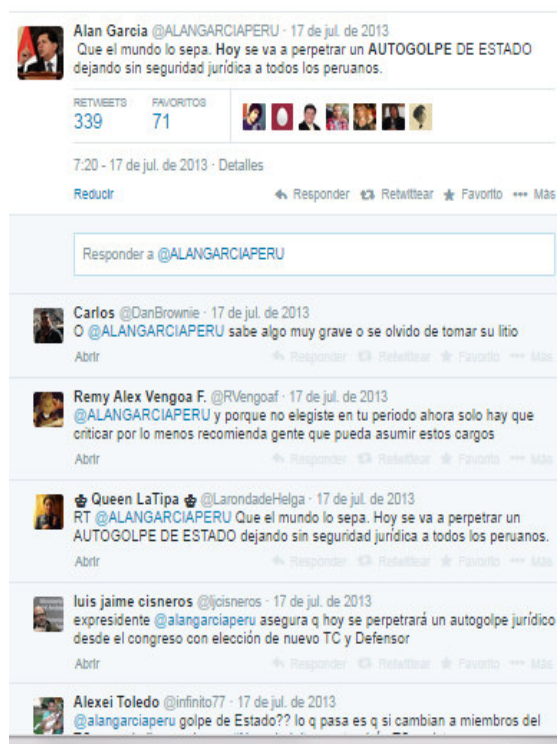 Alan Garcia @ALANGARCIAPERU · 17 de jul. de 2013
Que el mundo lo sepa. Hoy se va a perpetrar un AUTOGOLPE DE ESTADO
dejando sin seguridad jurídica a todos los peruanos.
RETWEETS FAVORITOS
339 71
7:20 - 17 de jul. de 2013 · Detalles
Reducir Responder Retwittear Favorito Más
Responder a @ALANGARCIAPERU
Carlos @DanBrownie · 17 de jul. de 2013
O @ALANGARCIAPERU sabe algo muy grave o se olvido de tomar su litio
Abrir Responder Retwittear Favorito Más
Remy Alex Vengoa F. @RVengoaf · 17 de jul. de 2013
@ALANGARCIAPERU y porque no elegiste en tu periodo ahora solo hay que
criticar por lo menos recomienda gente que pueda asumir estos cargos
Abrir Responder Retwittear Favorito Más
Queen LaTipa @LarondadeHelga · 17 de jul. de 2013
RT @ALANGARCIAPERU Que el mundo lo sepa. Hoy se va a perpetrar un
AUTOGOLPE DE ESTADO dejando sin seguridad jurídica a todos los peruanos.
Abrir Responder Retwittear Favorito Más
luis jaime cisneros @ljcisneros · 17 de jul. de 2013
expresidente @alangarciaperu asegura q hoy se perpetrará un autogolpe jurídico
desde el congreso con elección de nuevo TC y Defensor
Abrir Responder Retwittear Favorito Más
Alexei Toledo @infinito77 · 17 de jul. de 2013
@alangarciaperu golpe de Estado?? lo q pasa es q si cambian a miembros del